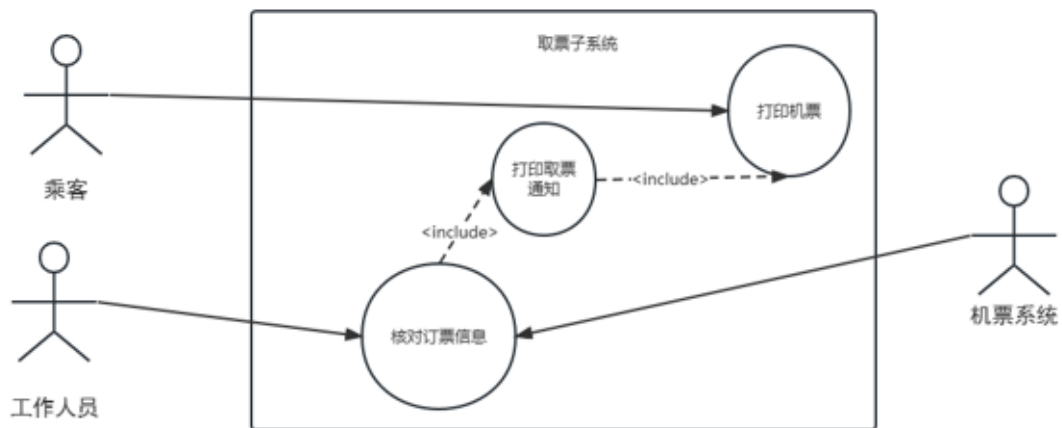 取票子系统
打印机票
乘客
打印取票
通知
<include>
<include>
核对订票信息
机票系统
工作人员